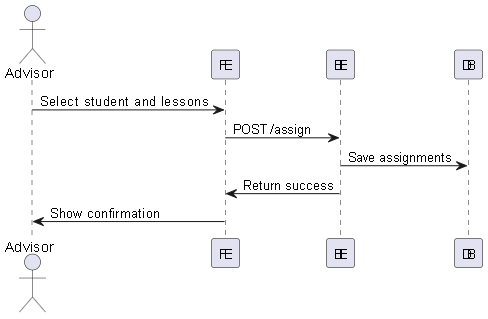 Advisor
FE
BE
DB
Select student and lessons
POST /assign
Save assignments
Return success
Show confirmation
Advisor
FE
BE
DB